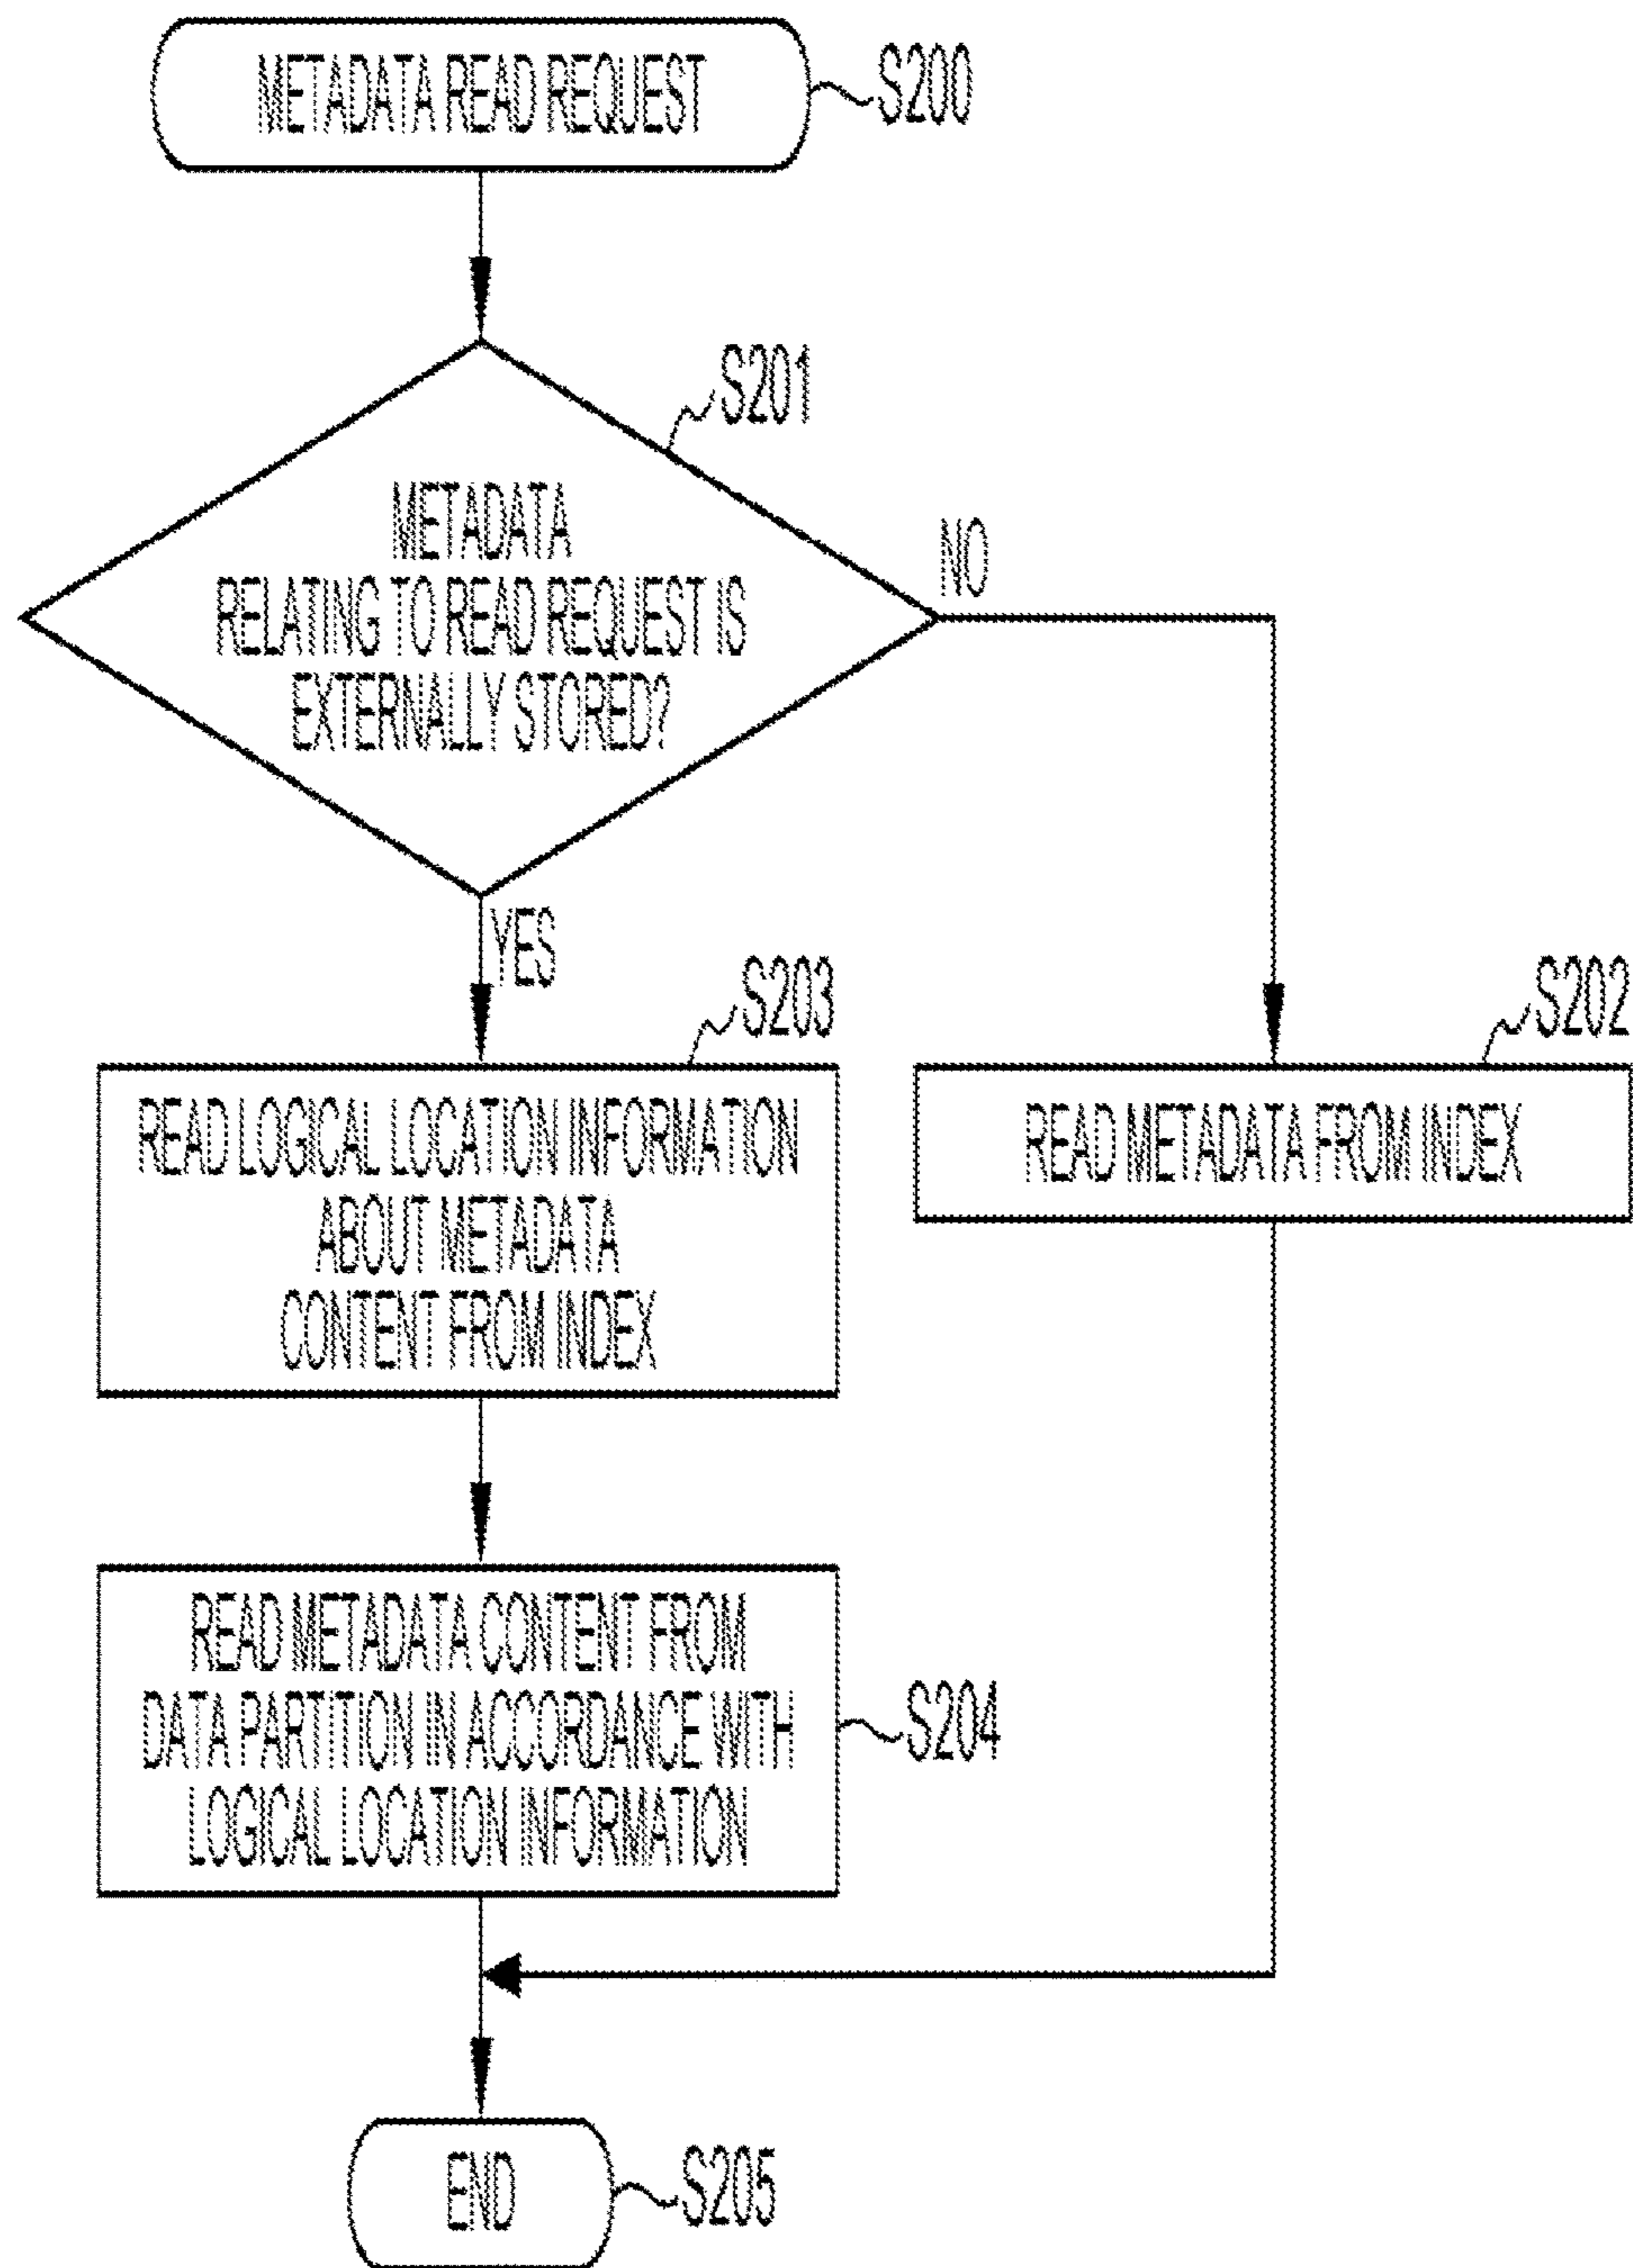 METADATA READ REQUEST
S200
S201
METADATA
RELATING TO READ REQUEST IS
EXTERNALLY STORED?
NO
YES
S203
S202
READ LOGICAL LOCATION INFORMATION
ABOUT METADATA
CONTENT FROM INDEX
READ METADATA FROM INDEX
READ METADATA CONTENT FROM
DATA PARTITION IN ACCORDANCE WITH
LOGICAL LOCATION INFORMATION
S204
END
S205